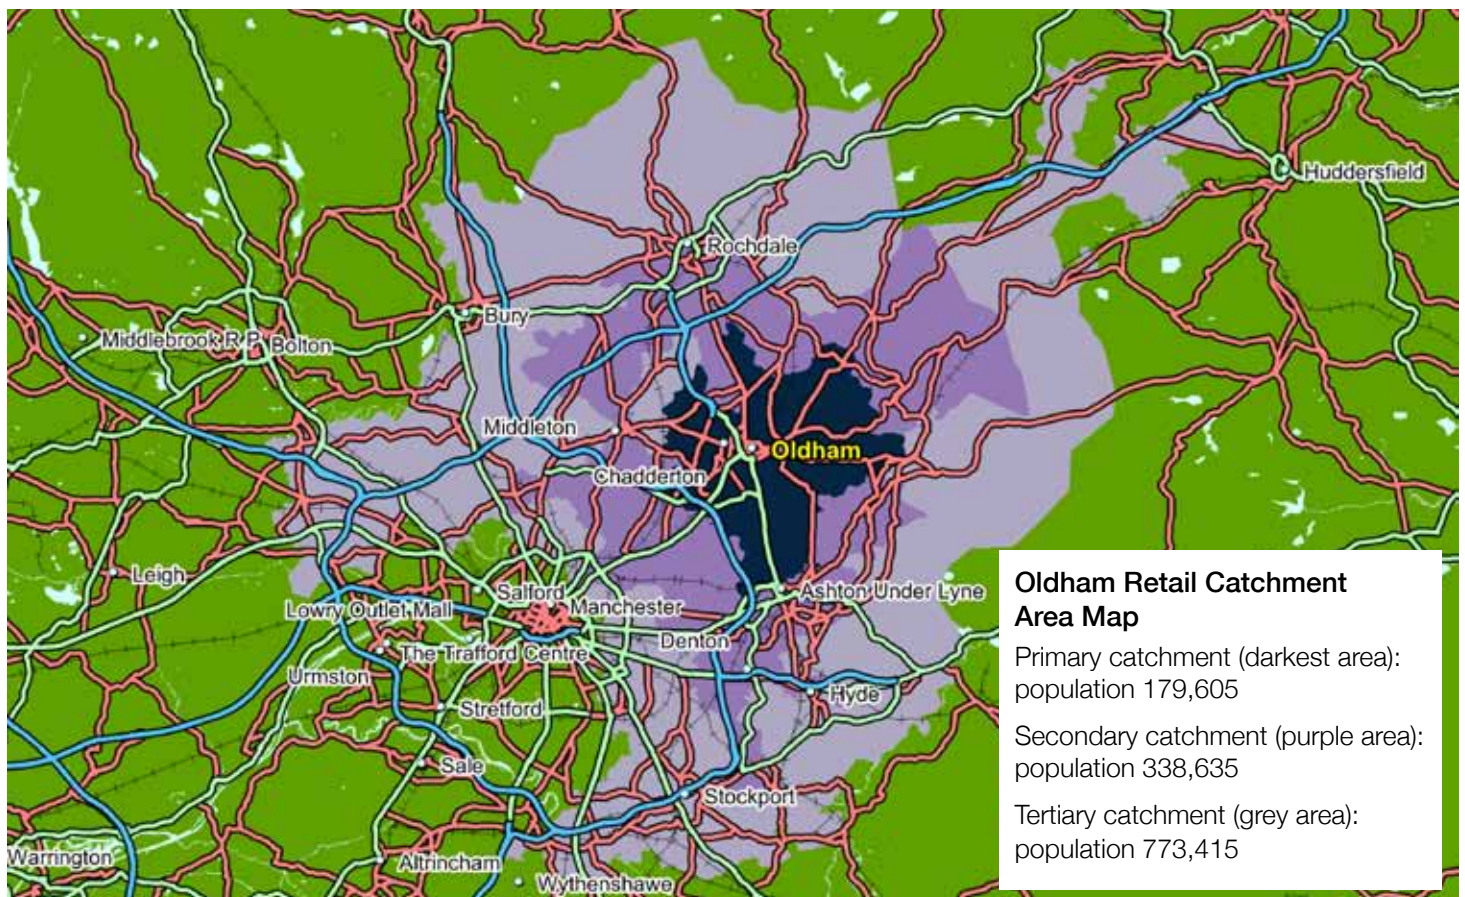 Huddersfield
Rochdale
Bury
Middlebrook R.P.
Bolton
Middleton
Oldham
Chadderton
Leigh
Salford
Ashton Under Lyne
Lowry Outlet Mall
Manchester
Denton
The Trafford Centre
Urmston
Hyde
Stretford
Sale
Stockport
Warrington
Altrincham
Wythenshawe
Oldham Retail Catchment
Area Map
Primary catchment (darkest area):
population 179,605
Secondary catchment (purple area):
population 338,635
Tertiary catchment (grey area):
population 773,415